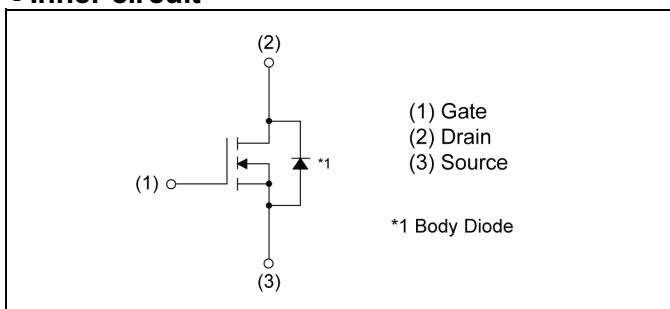 Inner circuit
(2)
(1) Gate
(2) Drain
(3) Source
*1
(1)
*1 Body Diode
(3)